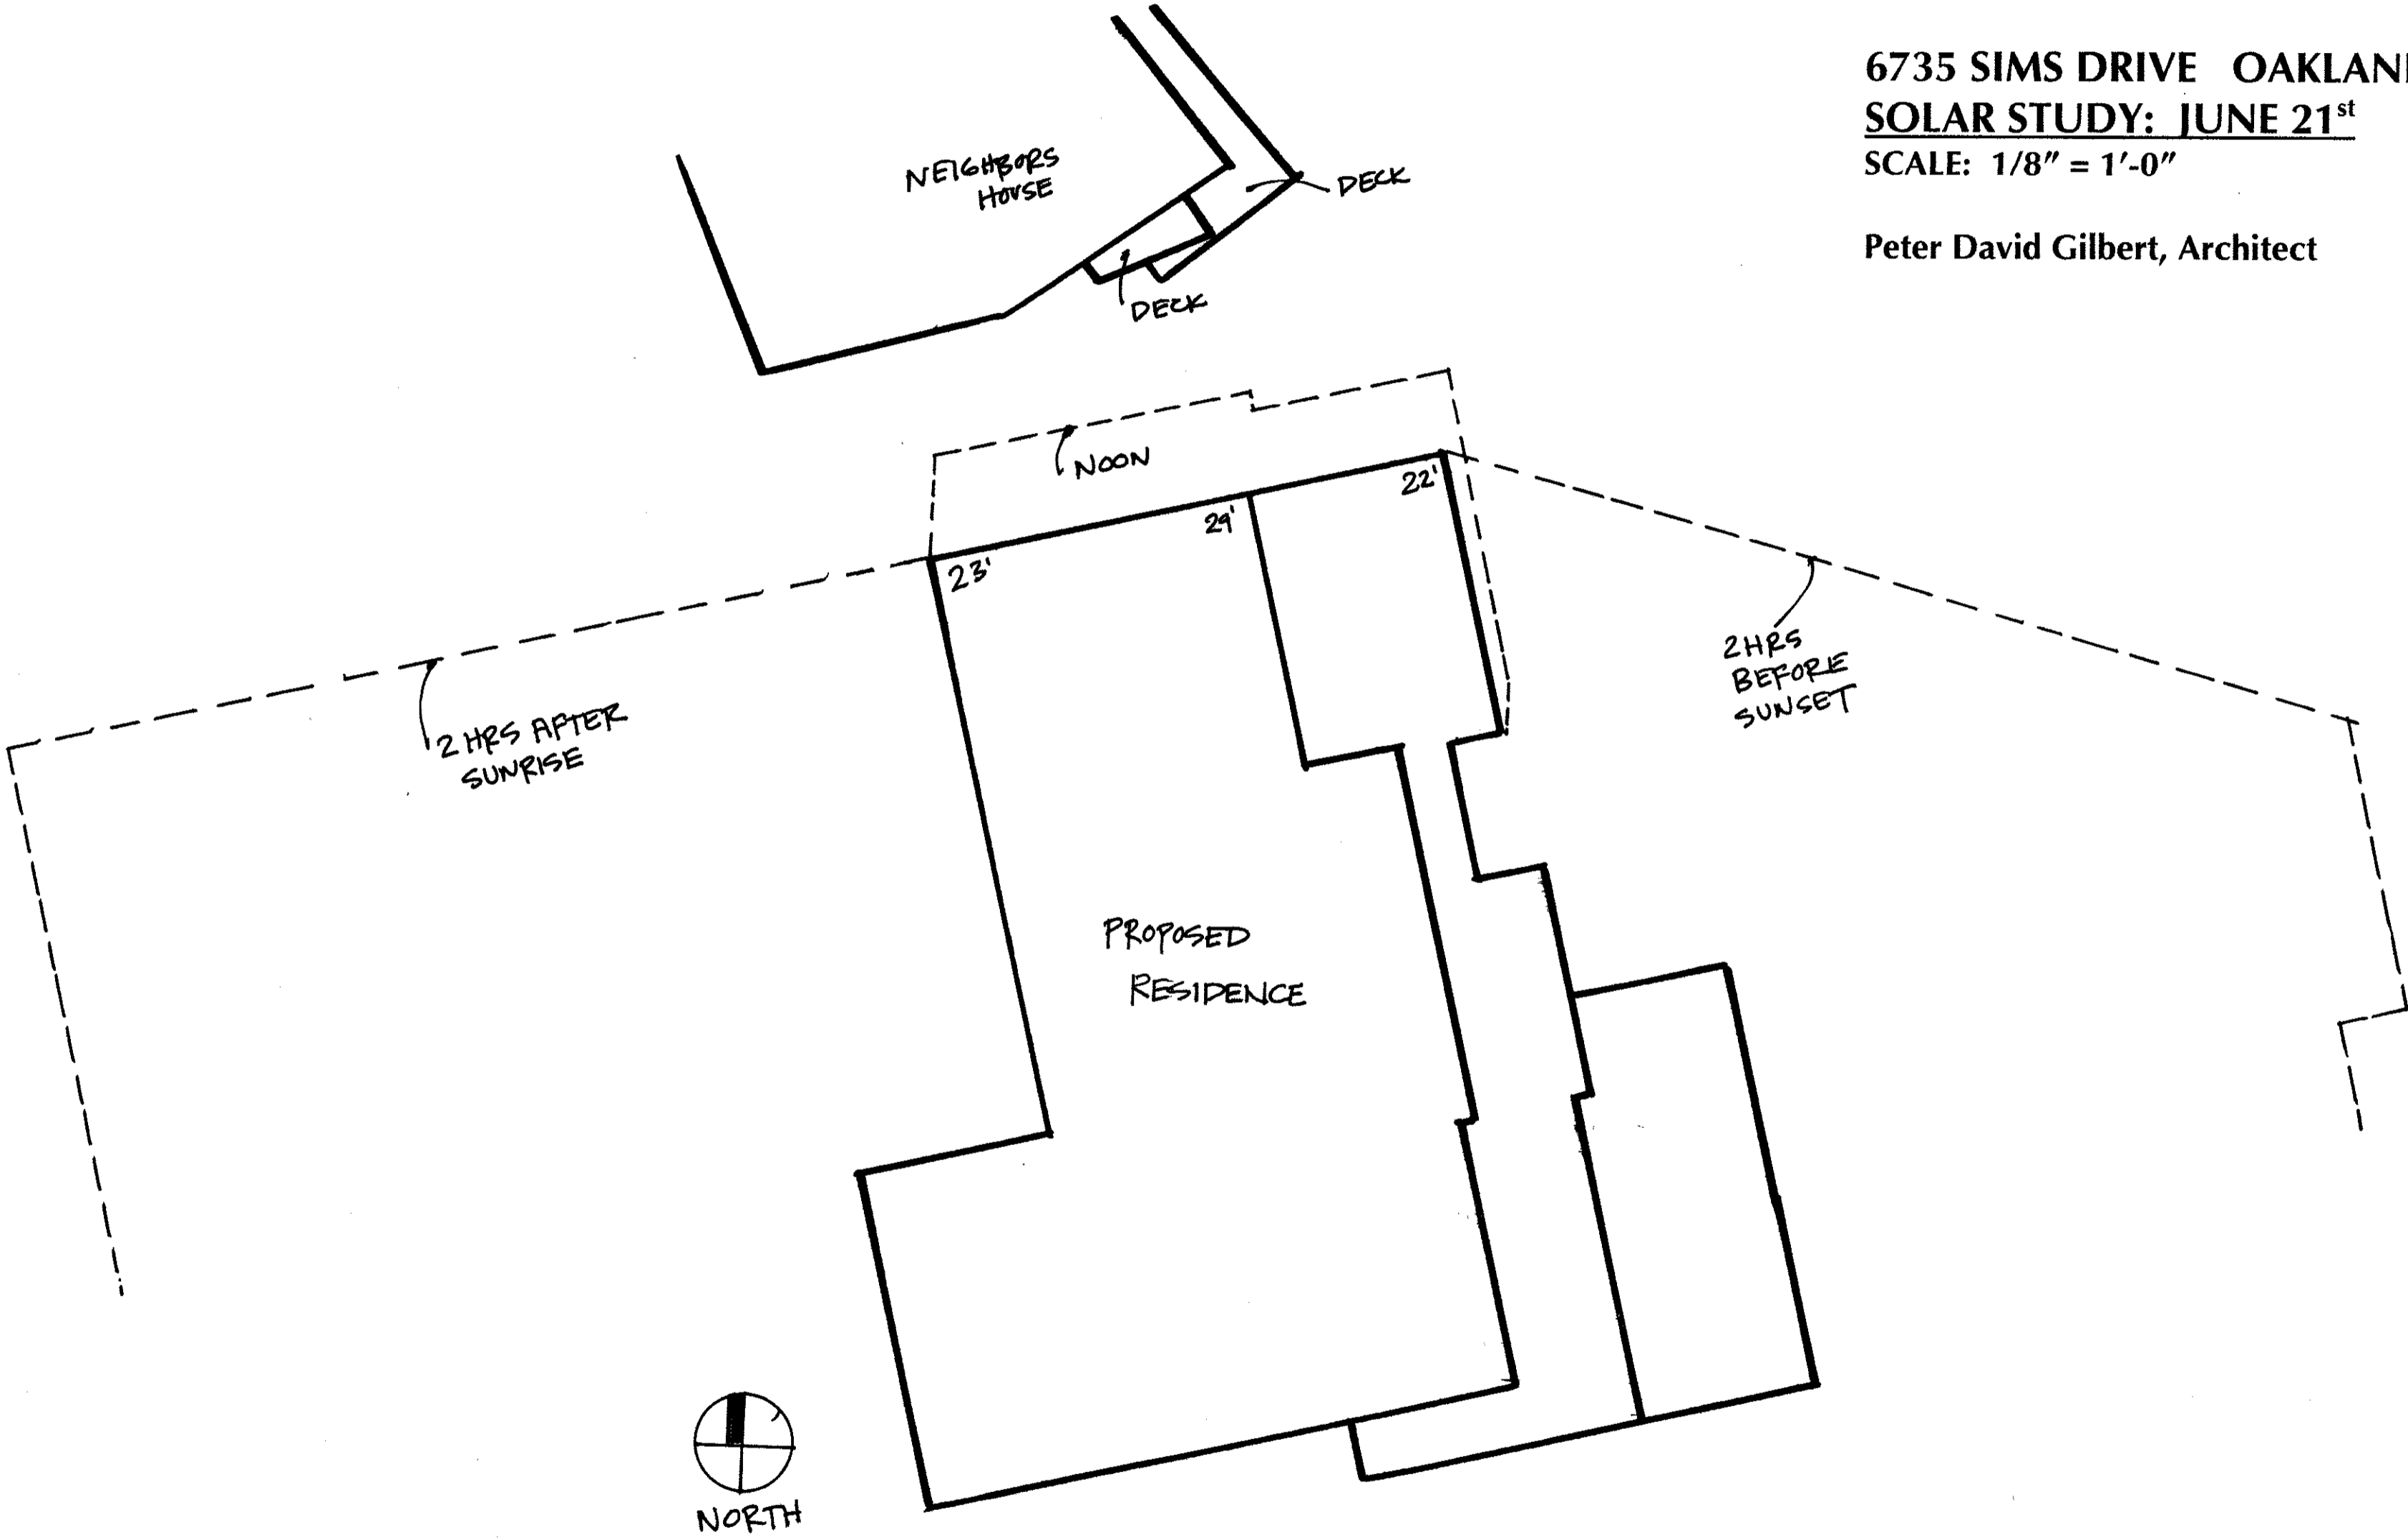 6735 SIMS DRIVE OAKLAN
SOLAR STUDY: JUNE 21st
SCALE: 1/8" = 1'-0"
Peter David Gilbert, Architect
NEIGHBORS
HOUSE
DECK
DECK
NOON
22'
29'
23'
2 HRS AFTER
SUNRISE
2 HRS
BEFORE
SUNSET
PROPOSED
RESIDENCE
NORTH